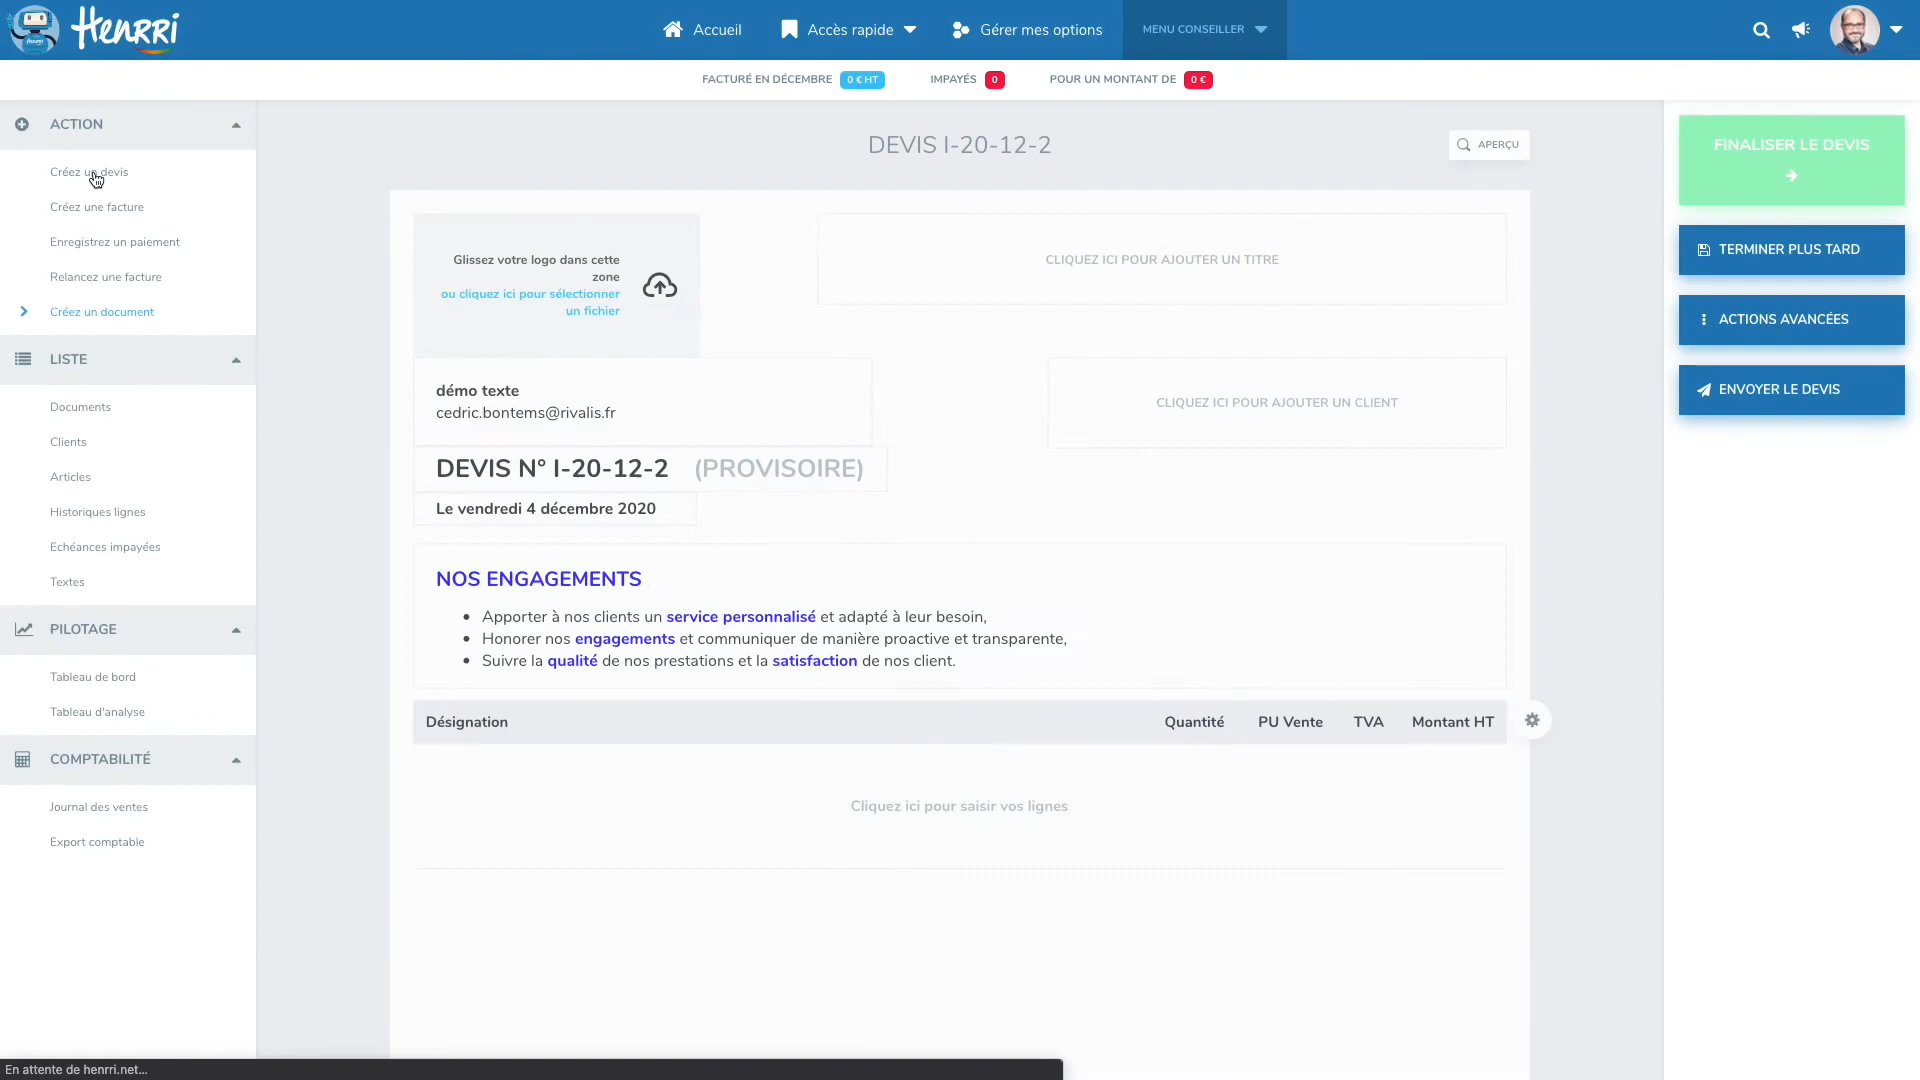 Henrri
Accueil
Accès rapide
Gérer mes options
MENU CONSEILLER
FACTURÉ EN DÉCEMBRE 0 € HT
IMPAYÉS 0
POUR UN MONTANT DE 0 €
ACTION
Créez un devis
Créez une facture
Enregistrez un paiement
Relancez une facture
Créez un document
LISTE
Documents
Clients
Articles
Historiques lignes
Echéances impayées
Textes
PILOTAGE
Tableau de bord
Tableau d'analyse
COMPTABILITÉ
Journal des ventes
Export comptable
DEVIS I-20-12-2
APERÇU
Glissez votre logo dans cette
zone
ou cliquez ici pour sélectionner
un fichier
CLIQUEZ ICI POUR AJOUTER UN TITRE
démo texte
cedric.bontems@rivalis.fr
CLIQUEZ ICI POUR AJOUTER UN CLIENT
DEVIS N° I-20-12-2 (PROVISOIRE)
Le vendredi 4 décembre 2020
NOS ENGAGEMENTS
• Apporter à nos clients un service personnalisé et adapté à leur besoin,
• Honorer nos engagements et communiquer de manière proactive et transparente,
• Suivre la qualité de nos prestations et la satisfaction de nos client.
Désignation Quantité PU Vente TVA Montant HT
Cliquez ici pour saisir vos lignes
FINALISER LE DEVIS
TERMINER PLUS TARD
ACTIONS AVANCÉES
ENVOYER LE DEVIS
En attente de henrri.net...